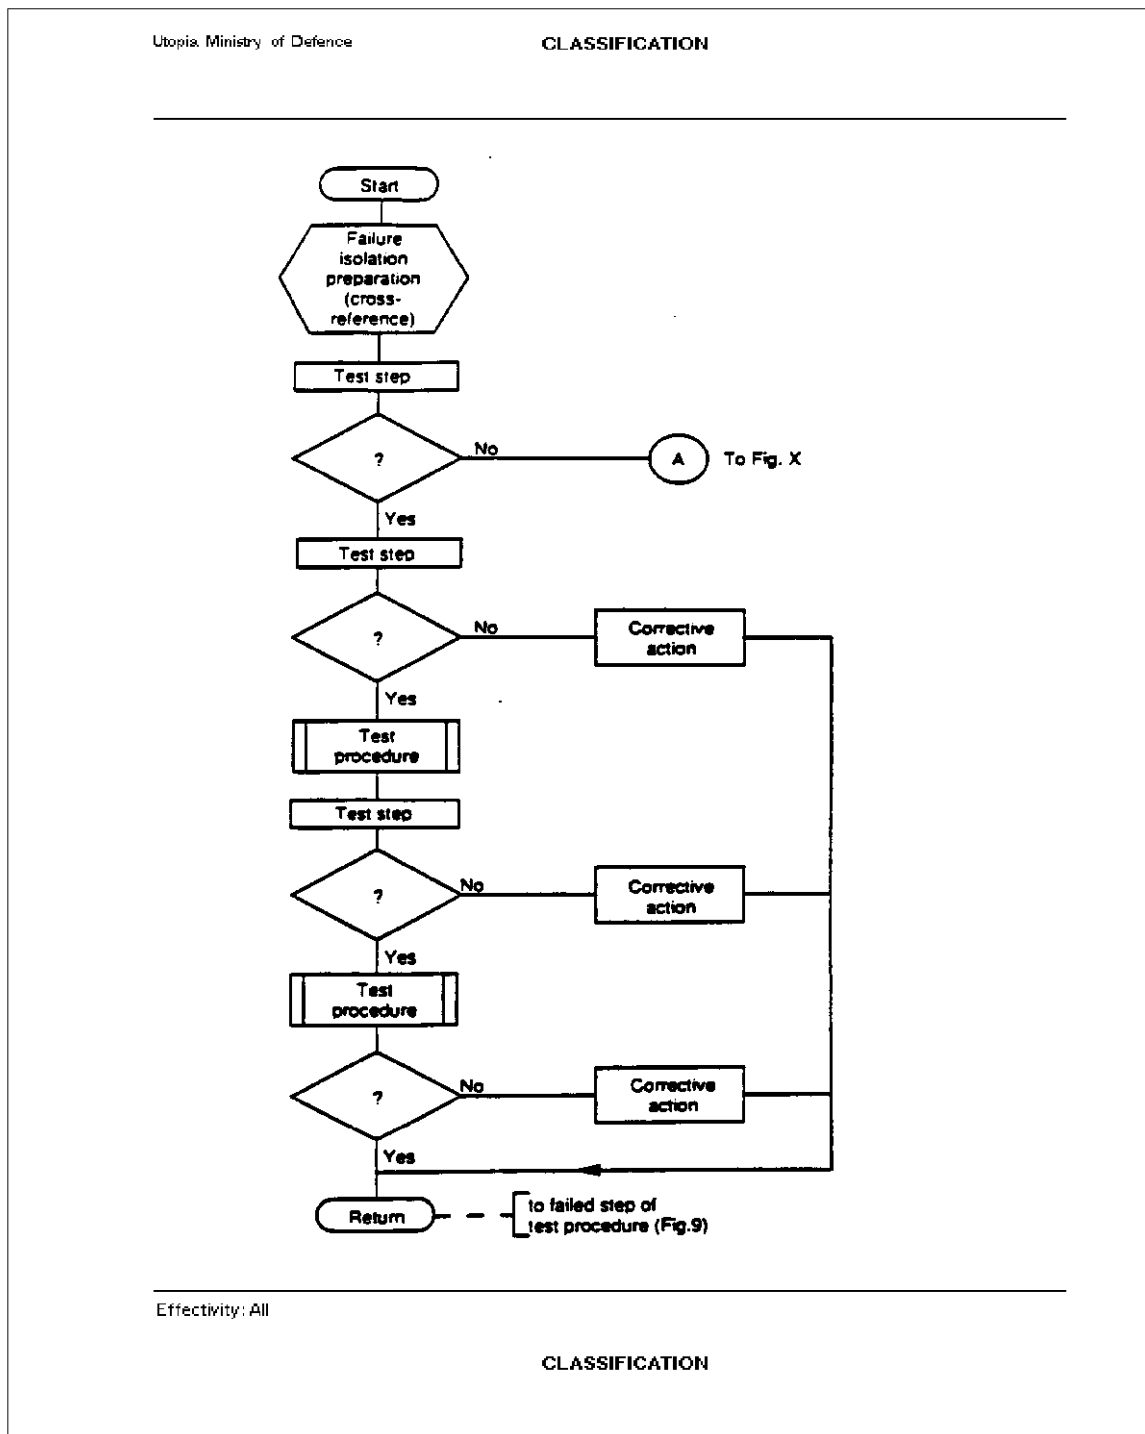 Utopia Ministry of Defence
CLASSIFICATION
Start
Failure
isolation
preparation
(cross-
reference)
Test step
?
No
A
To Fig. X
Yes
Test step
?
No
Corrective
action
Yes
Test
procedure
Test step
?
No
Corrective
action
Yes
Test
procedure
?
No
Corrective
action
Yes
Return
to failed step of
test procedure (Fig.9)
Effectivity: All
CLASSIFICATION